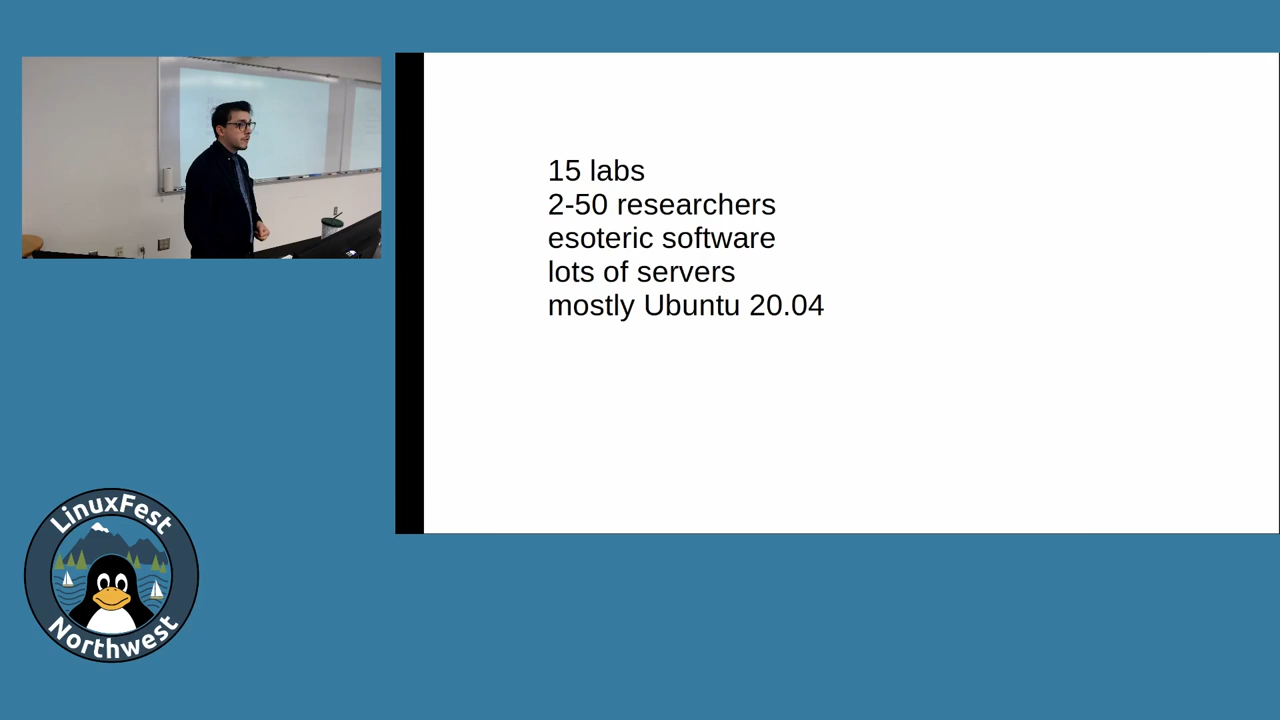 15 labs
2-50 researchers
esoteric software
lots of servers
mostly Ubuntu 20.04
LinuxFest
Northwest